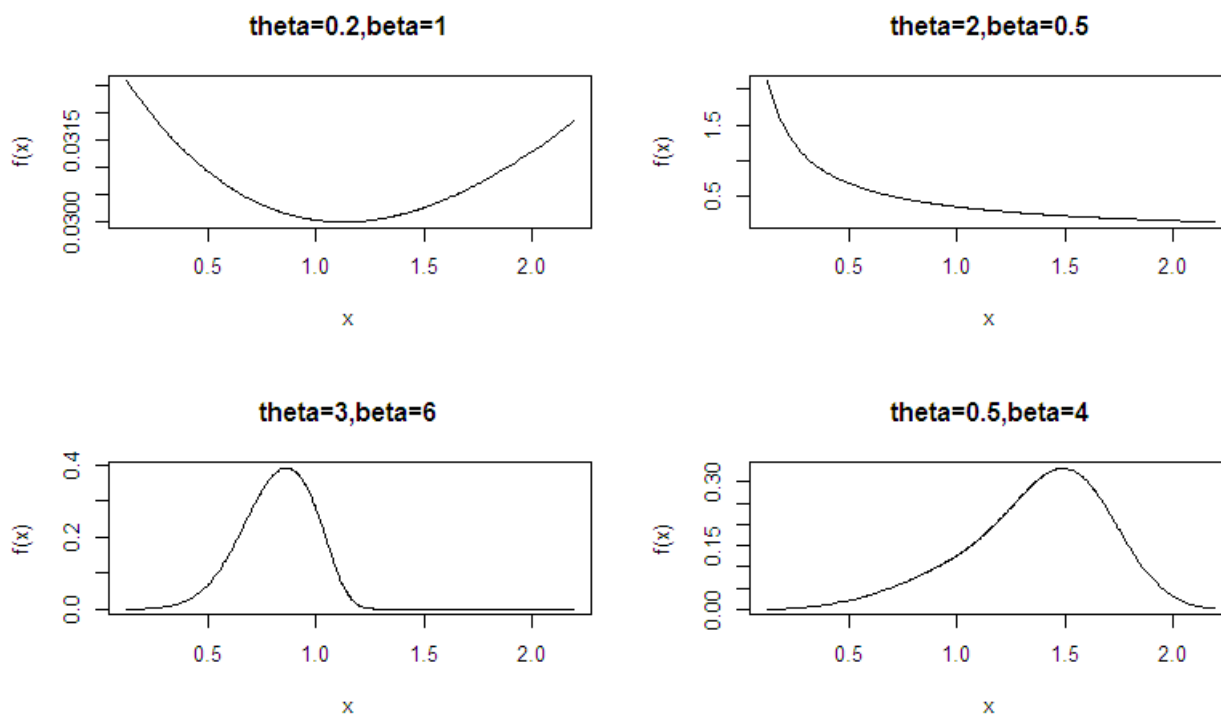 theta=0.2,beta=1
f(x)
0.0315
0.0300
0.5 1.0 1.5 2.0
x
theta=2,beta=0.5
f(x)
1.5
0.5
0.5 1.0 1.5 2.0
x
theta=3,beta=6
f(x)
0.4
0.2
0.0
0.5 1.0 1.5 2.0
x
theta=0.5,beta=4
f(x)
0.30
0.15
0.00
0.5 1.0 1.5 2.0
x